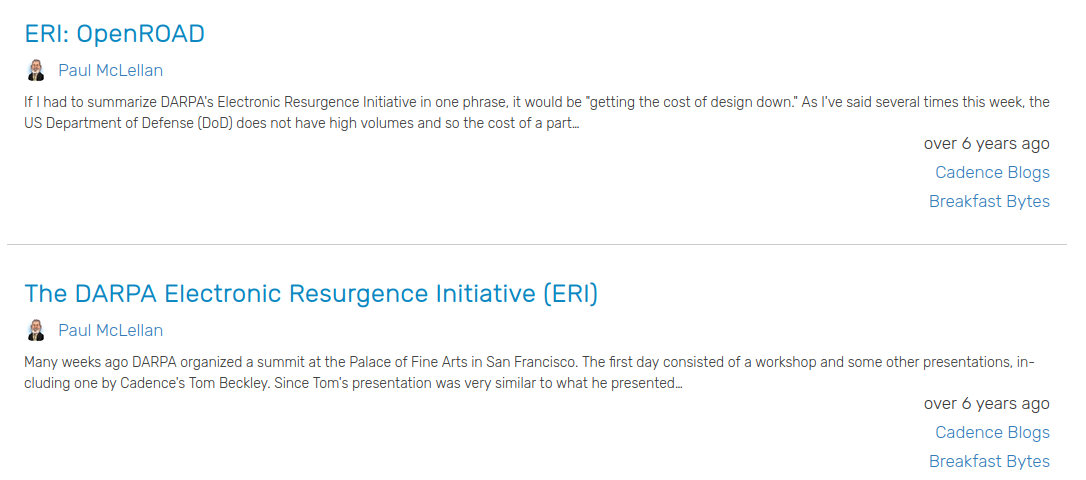 ERI: OpenROAD
Paul McLellan
If I had to summarize DARPA's Electronic Resurgence Initiative in one phrase, it would be "getting the cost of design down." As I've said several times this week, the
US Department of Defense (DoD) does not have high volumes and so the cost of a part…
over 6 years ago
Cadence Blogs
Breakfast Bytes
The DARPA Electronic Resurgence Initiative (ERI)
Paul McLellan
Many weeks ago DARPA organized a summit at the Palace of Fine Arts in San Francisco. The first day consisted of a workshop and some other presentations, in-
cluding one by Cadence's Tom Beckley. Since Tom's presentation was very similar to what he presented…
over 6 years ago
Cadence Blogs
Breakfast Bytes